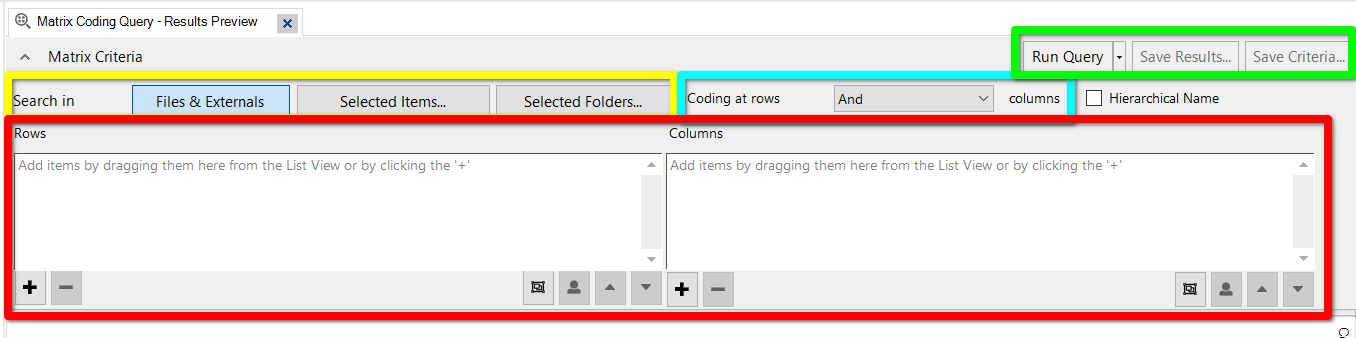 Matrix Coding Query - Results Preview
Matrix Criteria
Run Query
Save Results...
Save Criteria...
Search in
Files & Externals
Selected Items...
Selected Folders...
Coding at rows
And
columns
Hierarchical Name
Rows
Columns
Add items by dragging them here from the List View or by clicking the '+'
Add items by dragging them here from the List View or by clicking the '+'